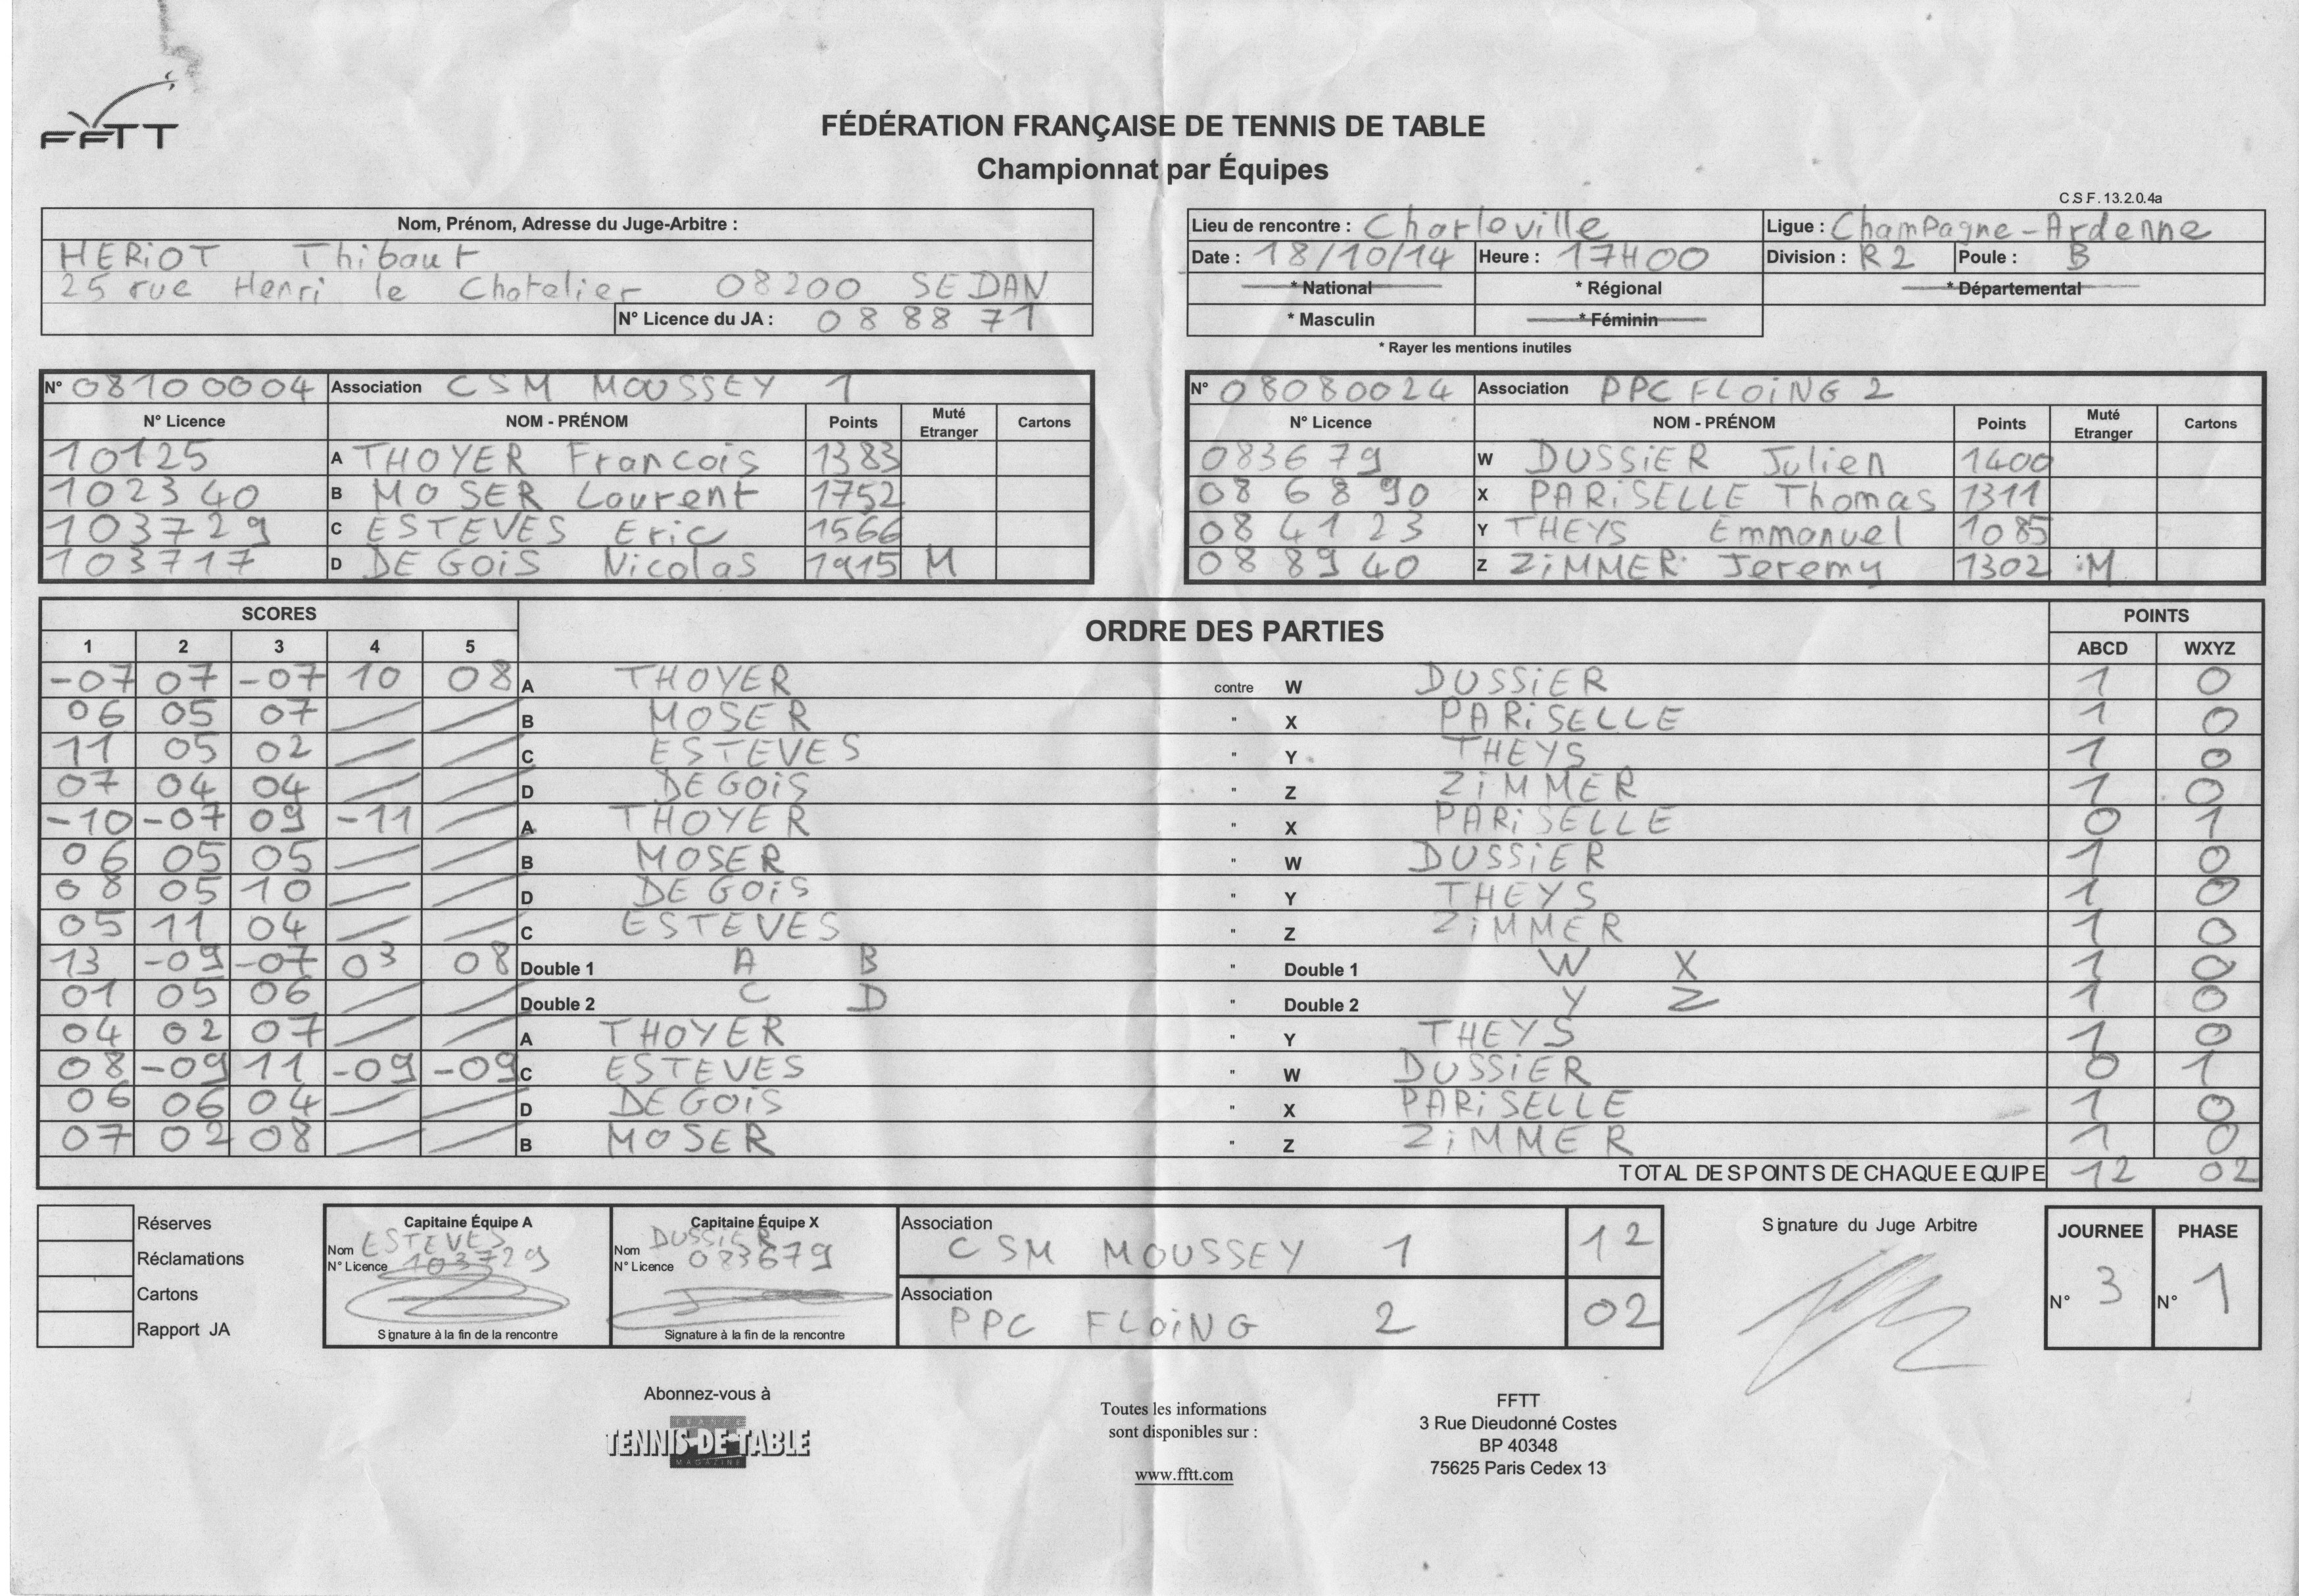 FFTT
FÉDÉRATION FRANÇAISE DE TENNIS DE TABLE
Championnat par Équipes
C.S.F. 13.2.0.4a
Nom, Prénom, Adresse du Juge-Arbitre :
HERiOT Thibaut
25 rue Henri le Chatelier 08200 SEDAN
N° Licence du JA : 08 88 71
Lieu de rencontre : Charleville Ligue : ChamPagne-Ardenne
Date : 18/10/14 Heure : 17H00 Division : R2 Poule : B
* National * Régional * Départemental
* Masculin * Féminin
* Rayer les mentions inutiles
N° 08100004 Association CSM MOUSSEY 1
N° Licence NOM - PRÉNOM Points Muté Etranger Cartons
10125 A THOYER Francois 1383
102340 B MOSER Laurent 1752
103729 C ESTEVES Eric 1566
103717 D DE GOiS Nicolas 1915 M
N° 08080024 Association PPC FLOiNG 2
N° Licence NOM - PRÉNOM Points Muté Etranger Cartons
083679 W DUSSiER Julien 1400
086890 X PARiSELLE Thomas 1311
084123 Y THEYS Emmanuel 1085
088940 Z ZiMMER Jeremy 1302 M
SCORES ORDRE DES PARTIES POINTS
1 2 3 4 5 ABCD WXYZ
-07 07 -07 10 08 A THOYER contre W DUSSiER 1 0
06 05 07 B MOSER " X PARiSELLE 1 0
11 05 02 C ESTEVES " Y THEYS 1 0
07 04 04 D DE GOiS " Z ZiMMER 1 0
-10 -07 09 -11 A THOYER " X PARiSELLE 0 1
06 05 05 B MOSER " W DUSSiER 1 0
08 05 10 D DE GOiS " Y THEYS 1 0
05 11 04 C ESTEVES " Z ZiMMER 1 0
13 -09 -07 03 08 Double 1 A B " Double 1 W X 1 0
01 05 06 Double 2 C D " Double 2 Y Z 1 0
04 02 07 A THOYER " Y THEYS 1 0
08 -09 11 -09 -09 C ESTEVES " W DUSSiER 0 1
06 06 04 D DE GOiS " X PARiSELLE 1 0
07 02 08 B MOSER " Z ZiMMER 1 0
TOTAL DES POINTS DE CHAQUE EQUIPE 12 02
Réserves
Réclamations
Cartons
Rapport JA
Capitaine Équipe A
Nom ESTEVES
N° Licence 103729
Signature à la fin de la rencontre
Capitaine Équipe X
Nom DUSSiER
N° Licence 083679
Signature à la fin de la rencontre
Association
CSM MOUSSEY 1 12
Association
PPC FLOiNG 2 02
Signature du Juge Arbitre
JOURNEE PHASE
N° 3 N° 1
Abonnez-vous à
FRANCE
TENNIS-DE-TABLE
MAGAZINE
Toutes les informations
sont disponibles sur :
www.fftt.com
FFTT
3 Rue Dieudonné Costes
BP 40348
75625 Paris Cedex 13